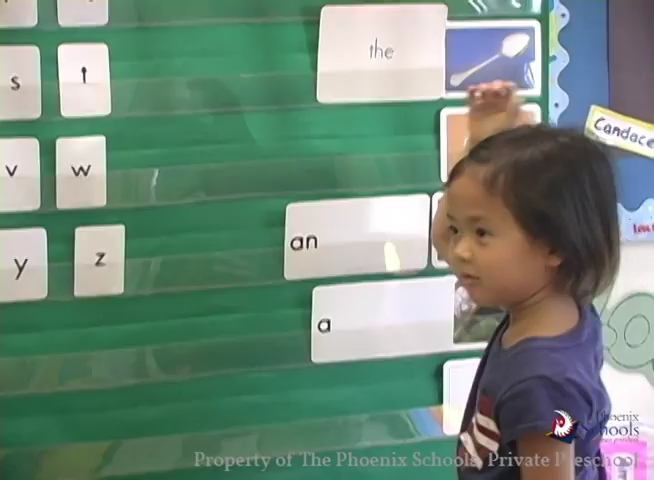 the
s t
Candace
v w
an
y z
a
Phoenix
Schools
Property of The Phoenix Schools, Private Preschool